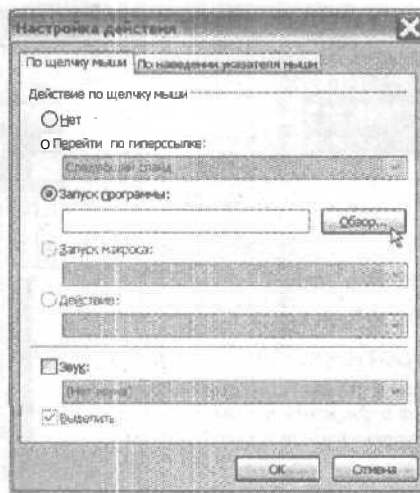 Настройка действия
По щелчку мыши
По наведении указателя мыши
Действие по щелчку мыши
Нет
Перейти по гиперссылке:
Следующий слайд
Запуск программы:
Обзор...
Запуск макроса:
Действие:
Звук:
[Нет звука]
Выделить
ОК
Отмена